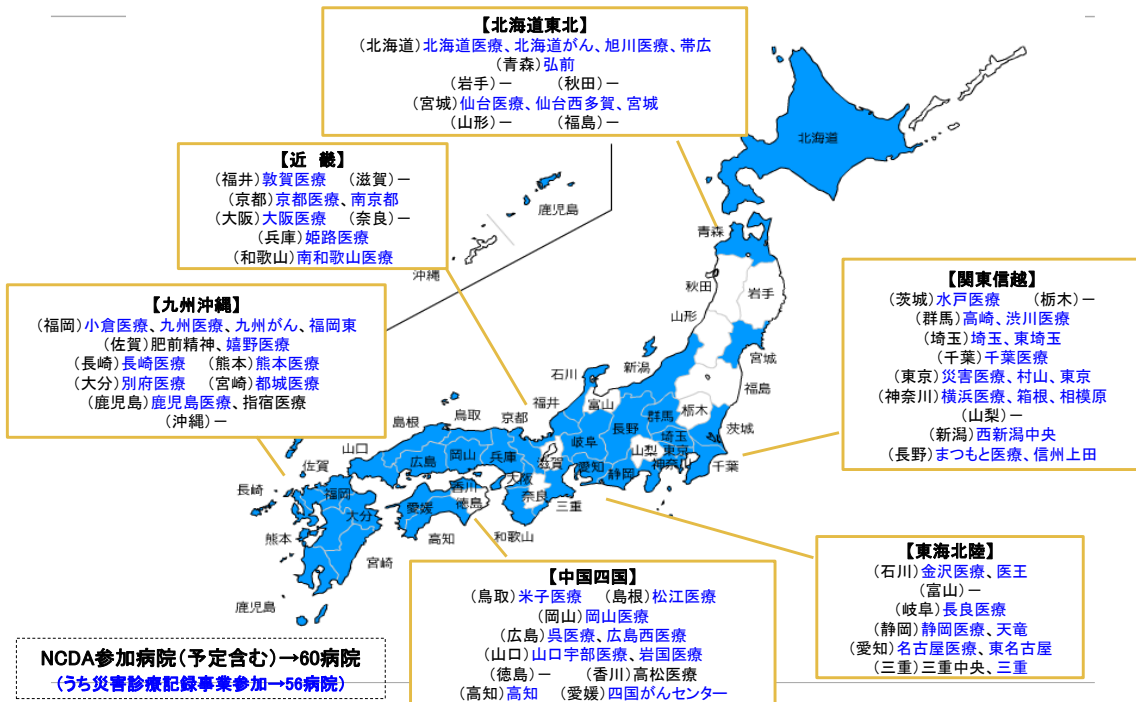 【北海道東北】
(北海道)北海道医療、北海道がん、旭川医療、帯広
(青森)弘前
(岩手)－ (秋田)－
(宮城)仙台医療、仙台西多賀、宮城
(山形)－ (福島)－
【近 畿】
(福井)敦賀医療 (滋賀)－
(京都)京都医療、南京都
(大阪)大阪医療 (奈良)－
(兵庫)姫路医療
(和歌山)南和歌山医療
【九州沖縄】
(福岡)小倉医療、九州医療、九州がん、福岡東
(佐賀)肥前精神、嬉野医療
(長崎)長崎医療 (熊本)熊本医療
(大分)別府医療 (宮崎)都城医療
(鹿児島)鹿児島医療、指宿医療
(沖縄)－
【関東信越】
(茨城)水戸医療 (栃木)－
(群馬)高崎、渋川医療
(埼玉)埼玉、東埼玉
(千葉)千葉医療
(東京)災害医療、村山、東京
(神奈川)横浜医療、箱根、相模原
(山梨)－
(新潟)西新潟中央
(長野)まつもと医療、信州上田
【東海北陸】
(石川)金沢医療、医王
(富山)－
(岐阜)長良医療
(静岡)静岡医療、天竜
(愛知)名古屋医療、東名古屋
(三重)三重中央、三重
【中国四国】
(鳥取)米子医療 (島根)松江医療
(岡山)岡山医療
(広島)呉医療、広島西医療
(山口)山口宇部医療、岩国医療
(徳島)－ (香川)高松医療
(高知)高知 (愛媛)四国がんセンター
NCDA参加病院(予定含む)→60病院
(うち災害診療記録事業参加→56病院)
北海道
青森
秋田
岩手
山形
宮城
新潟
福島
石川
富山
栃木
群馬
茨城
福井
長野
埼玉
岐阜
東京
山梨
神奈川
千葉
京都
滋賀
愛知
静岡
鳥取
島根
兵庫
岡山
広島
山口
大阪
奈良
三重
和歌山
香川
徳島
愛媛
高知
佐賀
福岡
長崎
大分
熊本
宮崎
鹿児島
鹿児島
沖縄